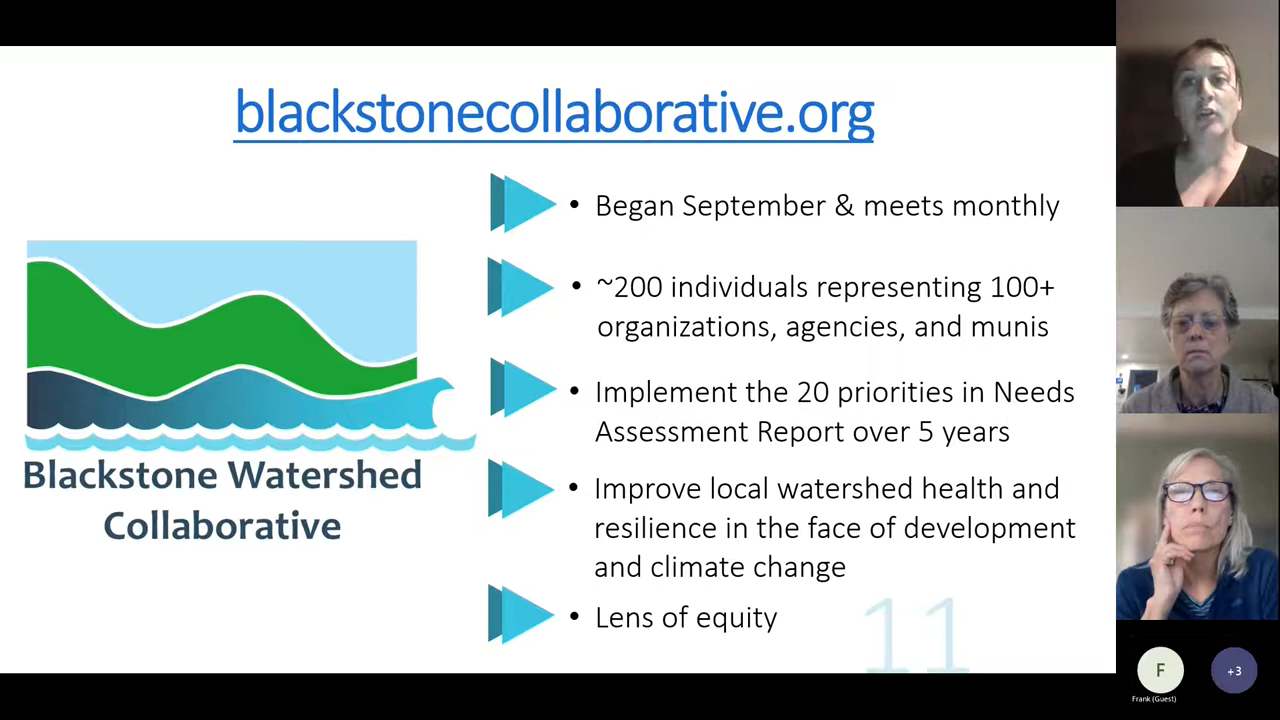 blackstonecollaborative.org
• Began September & meets monthly
• ~200 individuals representing 100+
organizations, agencies, and munis
• Implement the 20 priorities in Needs
Assessment Report over 5 years
• Improve local watershed health and
resilience in the face of development
and climate change
• Lens of equity
Blackstone Watershed
Collaborative
11
F
Frank (Guest)
+3